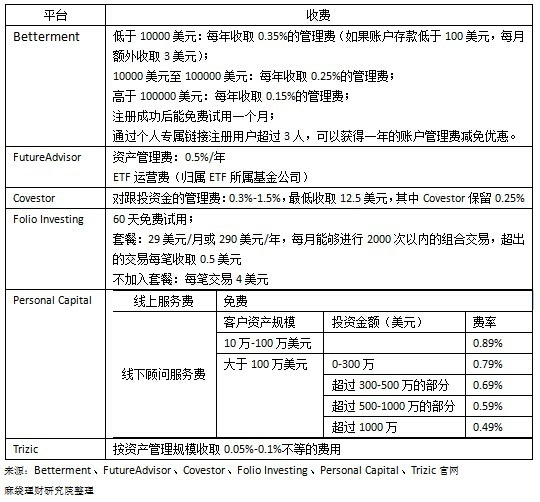 平台 收费
Betterment 低于 10000 美元：每年收取 0.35%的管理费（如果账户存款低于 100 美元，每月
额外收取 3 美元）；
10000 美元至 100000 美元：每年收取 0.25%的管理费；
高于 100000 美元：每年收取 0.15%的管理费；
注册成功后能免费试用一个月；
通过个人专属链接注册用户超过 3 人，可以获得一年的账户管理费减免优惠。
FutureAdvisor 资产管理费：0.5%/年
ETF 运营费（归属 ETF 所属基金公司）
Covestor 对跟投资金的管理费：0.3%-1.5%，最低收取 12.5 美元，其中 Covestor 保留 0.25%
Folio Investing 60 天免费试用；
套餐：29 美元/月或 290 美元/年，每月能够进行 2000 次以内的组合交易，超出
的交易每笔收取 0.5 美元
不加入套餐：每笔交易 4 美元
Personal Capital 线上服务费 免费
线下顾问服务费 客户资产规模 投资金额（美元） 费率
10 万-100 万美元 0.89%
大于 100 万美元 0-300 万 0.79%
超过 300-500 万的部分 0.69%
超过 500-1000 万的部分 0.59%
超过 1000 万 0.49%
Trizic 按资产管理规模收取 0.05%-0.1%不等的费用
来源：Betterment、FutureAdvisor、Covestor、Folio Investing、Personal Capital、Trizic 官网
麻袋理财研究院整理